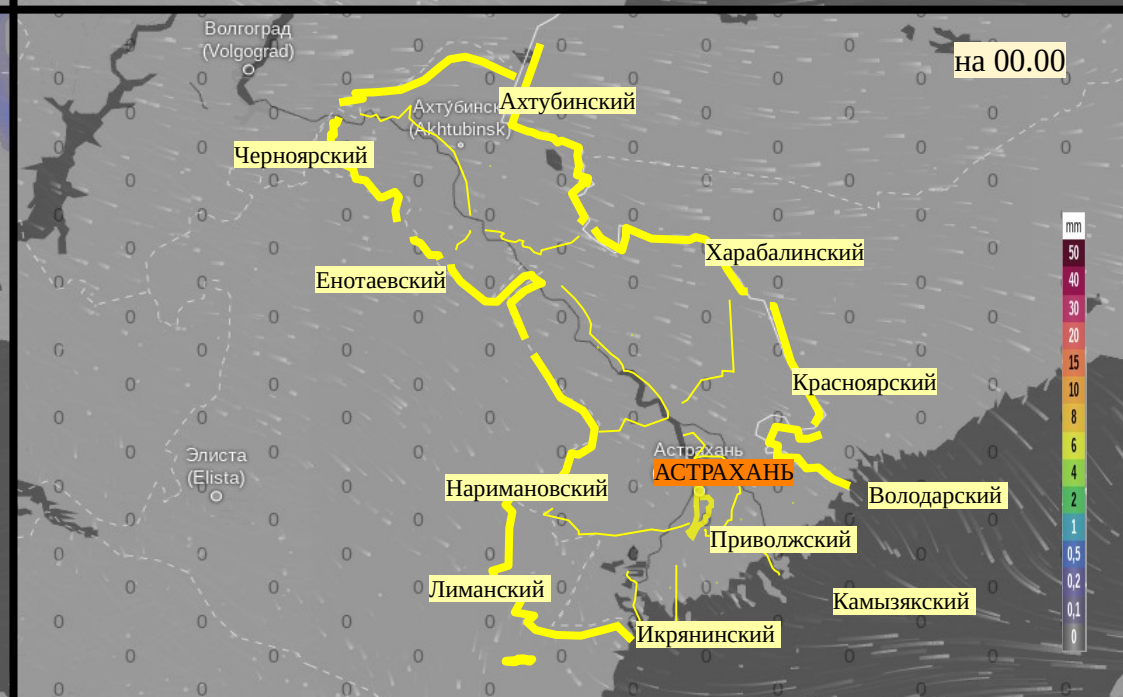 Волгоград
(Volgograd)
на 00.00
Ахтубинск
(Akhtubinsk)
Ахтубинский
Черноярский
Харабалинский
Енотаевский
Красноярский
Элиста
(Elista)
Астрахань
АСТРАХАНЬ
Наримановский
Володарский
Приволжский
Лиманский
Камызякский
Икрянинский
mm
50
40
30
20
15
10
8
6
4
2
1
0,5
0,2
0,1
0